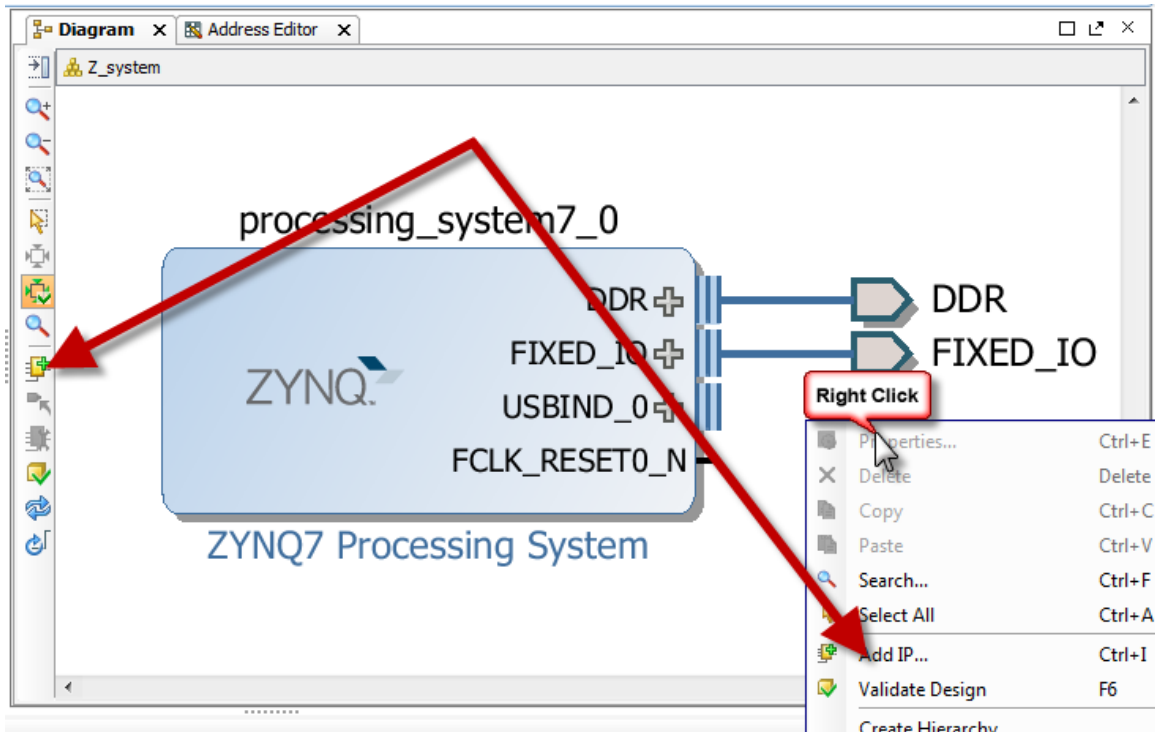 Diagram
Address Editor
Z_system
processing_system7_0
DDR
FIXED_IO
USBIND_0
FCLK_RESET0_N
ZYNQ
ZYNQ7 Processing System
DDR
FIXED_IO
Right Click
Properties... Ctrl+E
Delete Delete
Copy Ctrl+C
Paste Ctrl+V
Search... Ctrl+F
Select All Ctrl+A
Add IP... Ctrl+I
Validate Design F6
Create Hierarchy